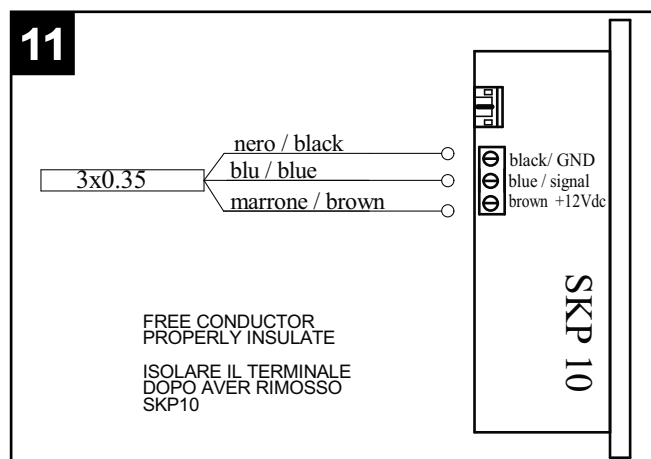 11
nero / black
blu / blue
3x0.35
marrone / brown
black/ GND
blue / signal
brown +12Vdc
SKP 10
FREE CONDUCTOR
PROPERLY INSULATE
ISOLARE IL TERMINALE
DOPO AVER RIMOSSO
SKP10